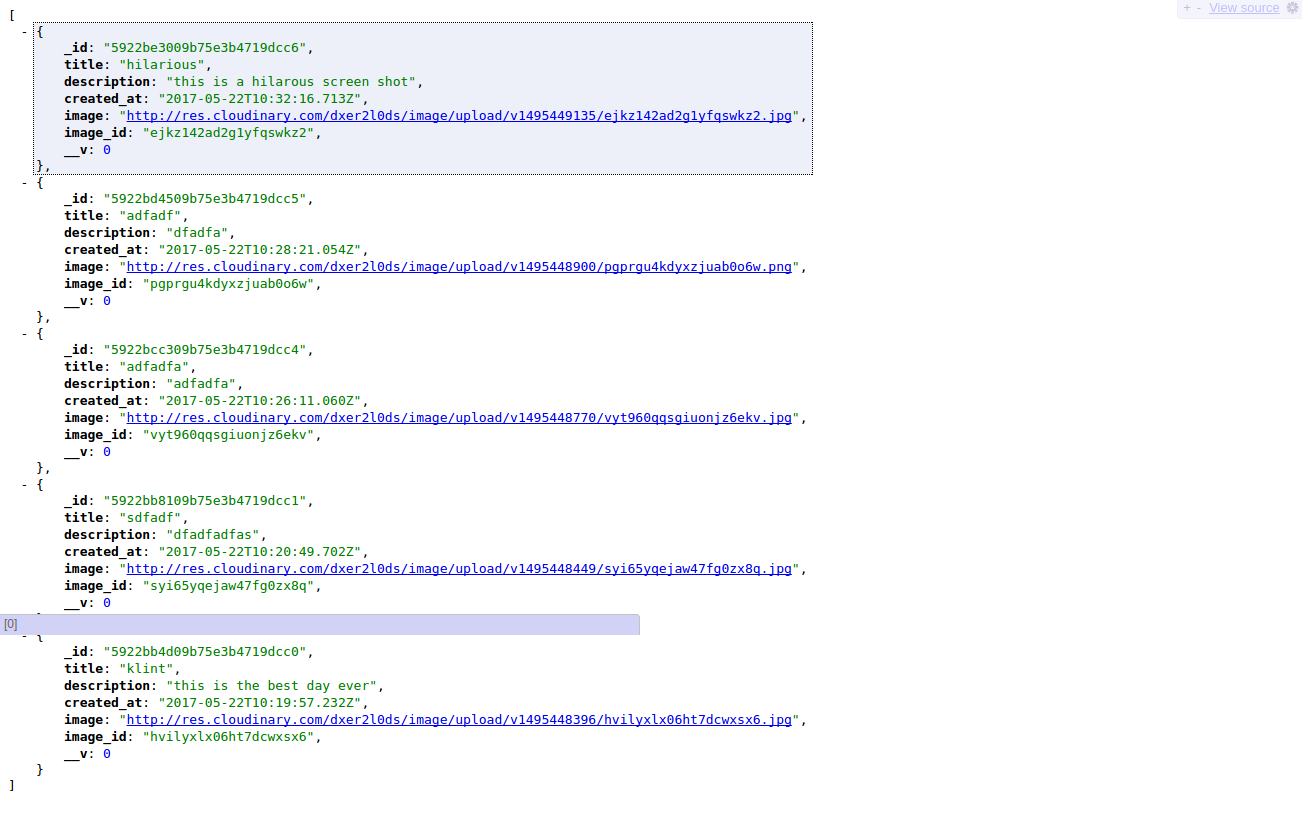 + - View source
[
- {
_id: "5922be3009b75e3b4719dcc6",
title: "hilarious",
description: "this is a hilarous screen shot",
created_at: "2017-05-22T10:32:16.713Z",
image: "http://res.cloudinary.com/dxer2l0ds/image/upload/v1495449135/ejkz142ad2g1yfqswkz2.jpg",
image_id: "ejkz142ad2g1yfqswkz2",
__v: 0
},
- {
_id: "5922bd4509b75e3b4719dcc5",
title: "adfadf",
description: "dfadfa",
created_at: "2017-05-22T10:28:21.054Z",
image: "http://res.cloudinary.com/dxer2l0ds/image/upload/v1495448900/pgprgu4kdyxzjuab0o6w.png",
image_id: "pgprgu4kdyxzjuab0o6w",
__v: 0
},
- {
_id: "5922bcc309b75e3b4719dcc4",
title: "adfadfa",
description: "adfadfa",
created_at: "2017-05-22T10:26:11.060Z",
image: "http://res.cloudinary.com/dxer2l0ds/image/upload/v1495448770/vyt960qqsgiuonjz6ekv.jpg",
image_id: "vyt960qqsgiuonjz6ekv",
__v: 0
},
- {
_id: "5922bb8109b75e3b4719dcc1",
title: "sdfadf",
description: "dfadfadfas",
created_at: "2017-05-22T10:20:49.702Z",
image: "http://res.cloudinary.com/dxer2l0ds/image/upload/v1495448449/syi65yqejaw47fg0zx8q.jpg",
image_id: "syi65yqejaw47fg0zx8q",
__v: 0
[0]
- {
_id: "5922bb4d09b75e3b4719dcc0",
title: "klint",
description: "this is the best day ever",
created_at: "2017-05-22T10:19:57.232Z",
image: "http://res.cloudinary.com/dxer2l0ds/image/upload/v1495448396/hvilyxlx06ht7dcwxsx6.jpg",
image_id: "hvilyxlx06ht7dcwxsx6",
__v: 0
}
]